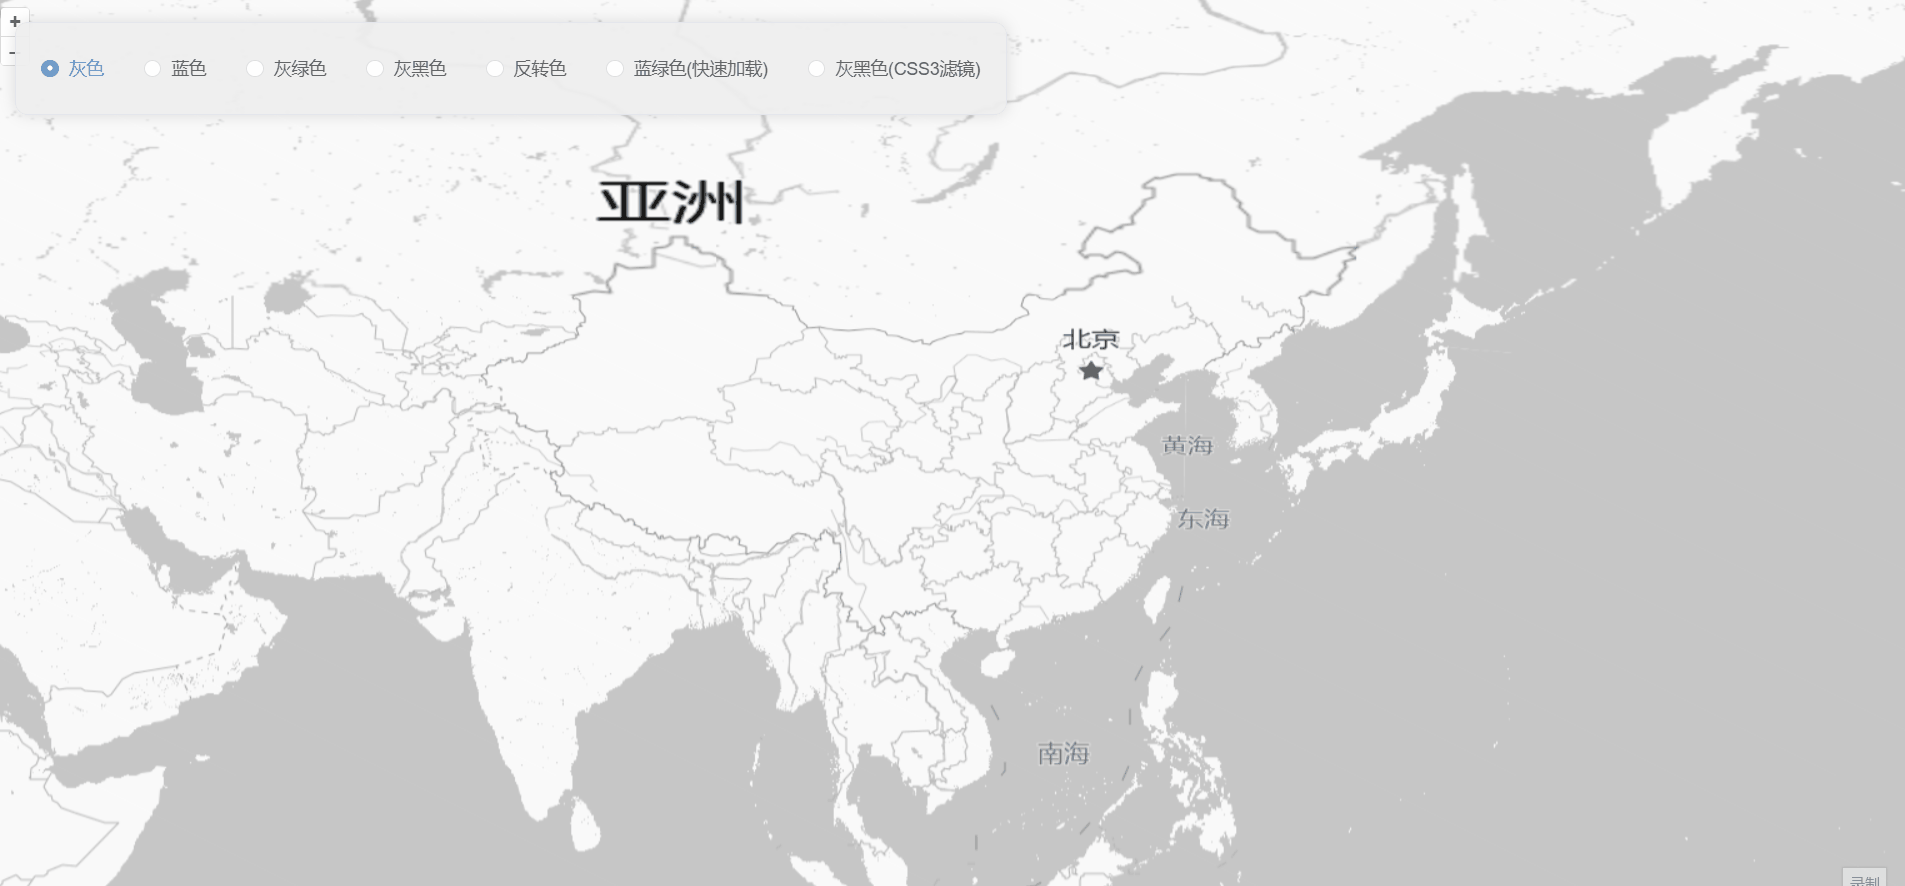 +
-
灰色 蓝色 灰绿色 灰黑色 反转色 蓝绿色(快速加载) 灰黑色(CSS3滤镜)
亚洲
北京
黄海
东海
南海
录制